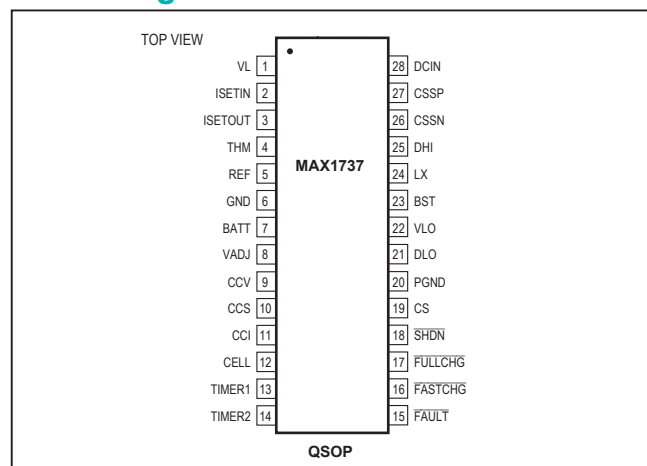 TOP VIEW
VL 1
ISETIN 2
ISETOUT 3
THM 4
REF 5
GND 6
BATT 7
VADJ 8
CCV 9
CCS 10
CCI 11
CELL 12
TIMER1 13
TIMER2 14
MAX1737
28 DCIN
27 CSSP
26 CSSN
25 DHI
24 LX
23 BST
22 VLO
21 DLO
20 PGND
19 CS
18 SHDN
17 FULLCHG
16 FASTCHG
15 FAULT
QSOP